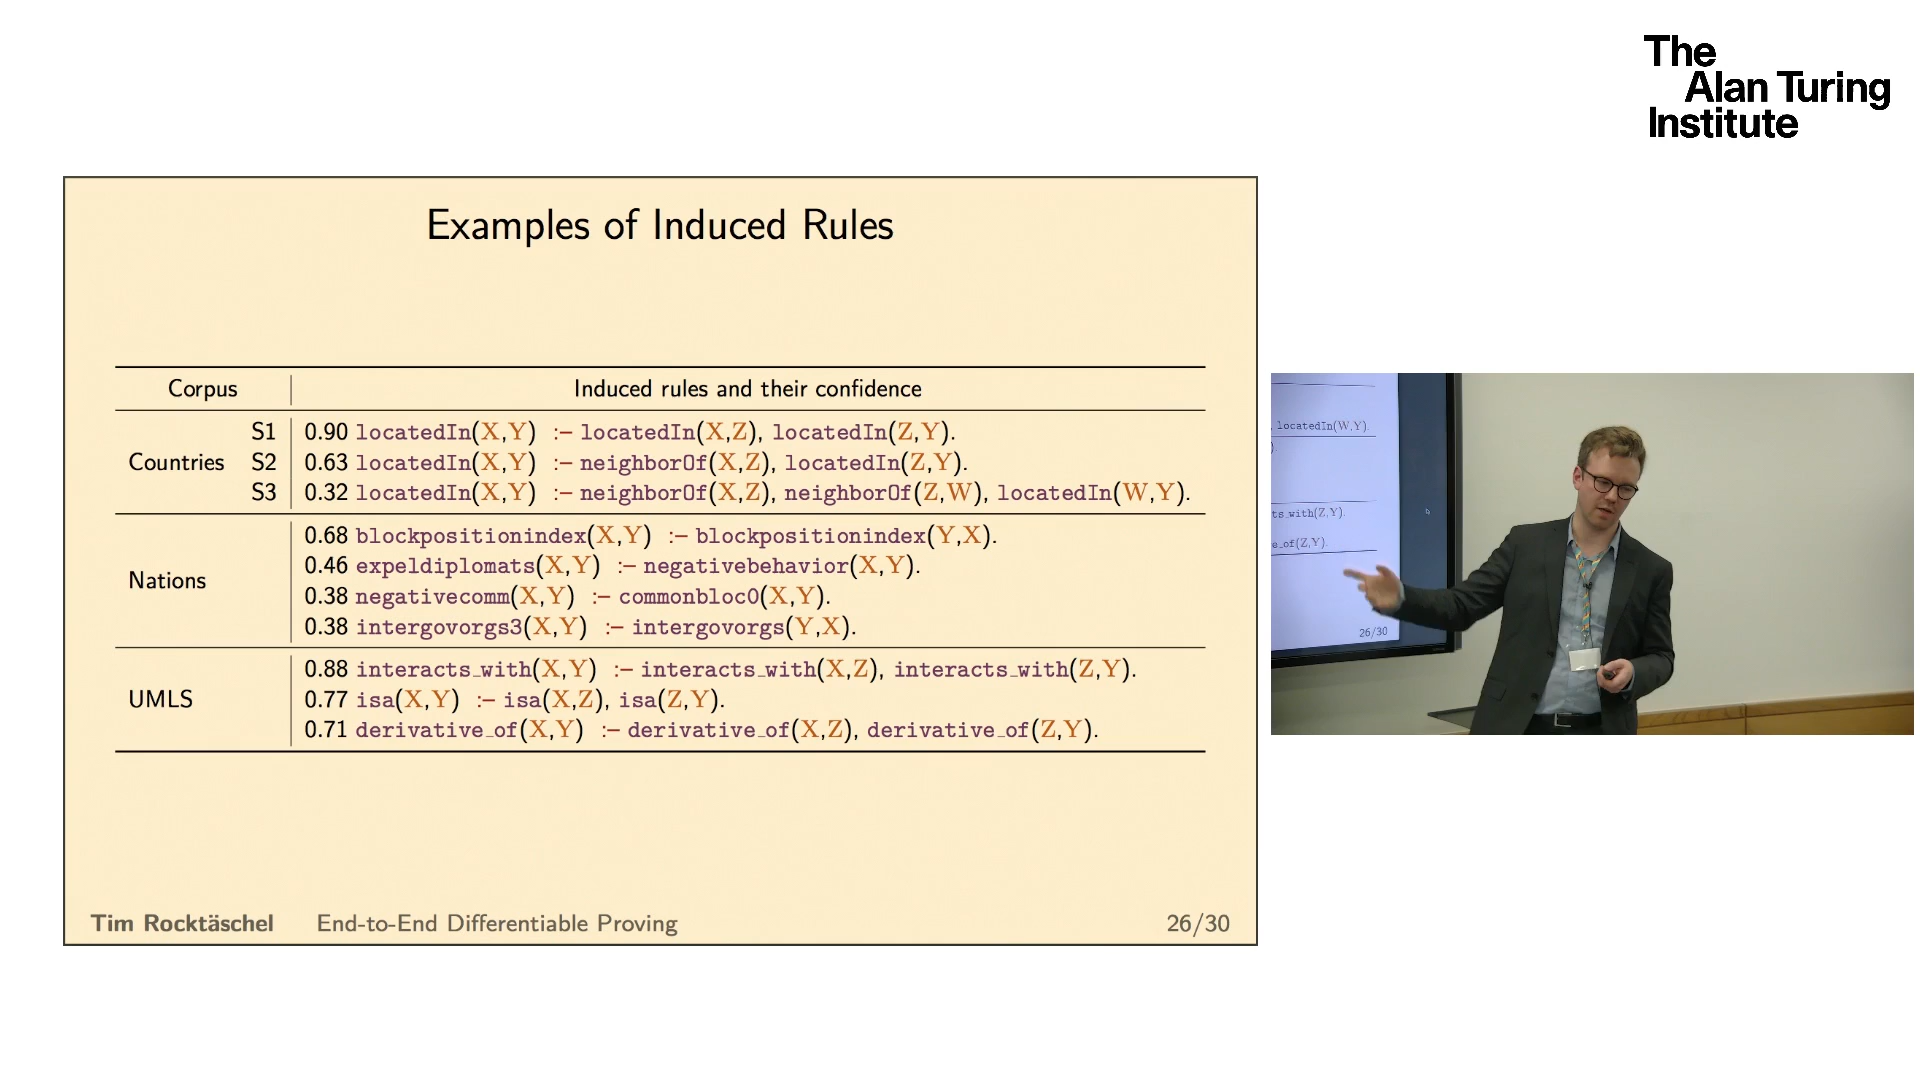 The
Alan Turing
Institute
Examples of Induced Rules
Corpus Induced rules and their confidence
Countries
S1 0.90 locatedIn(X,Y) :– locatedIn(X,Z), locatedIn(Z,Y).
S2 0.63 locatedIn(X,Y) :– neighborOf(X,Z), locatedIn(Z,Y).
S3 0.32 locatedIn(X,Y) :– neighborOf(X,Z), neighborOf(Z,W), locatedIn(W,Y).
Nations
0.68 blockpositionindex(X,Y) :– blockpositionindex(Y,X).
0.46 expeldiplomats(X,Y) :– negativebehavior(X,Y).
0.38 negativecomm(X,Y) :– commonbloc0(X,Y).
0.38 intergovorgs3(X,Y) :– intergovorgs(Y,X).
UMLS
0.88 interacts_with(X,Y) :– interacts_with(X,Z), interacts_with(Z,Y).
0.77 isa(X,Y) :– isa(X,Z), isa(Z,Y).
0.71 derivative_of(X,Y) :– derivative_of(X,Z), derivative_of(Z,Y).
Tim Rocktäschel End-to-End Differentiable Proving 26/30
, locatedIn(W,Y).
).
ts_with(Z,Y).
e_of(Z,Y).
26/30